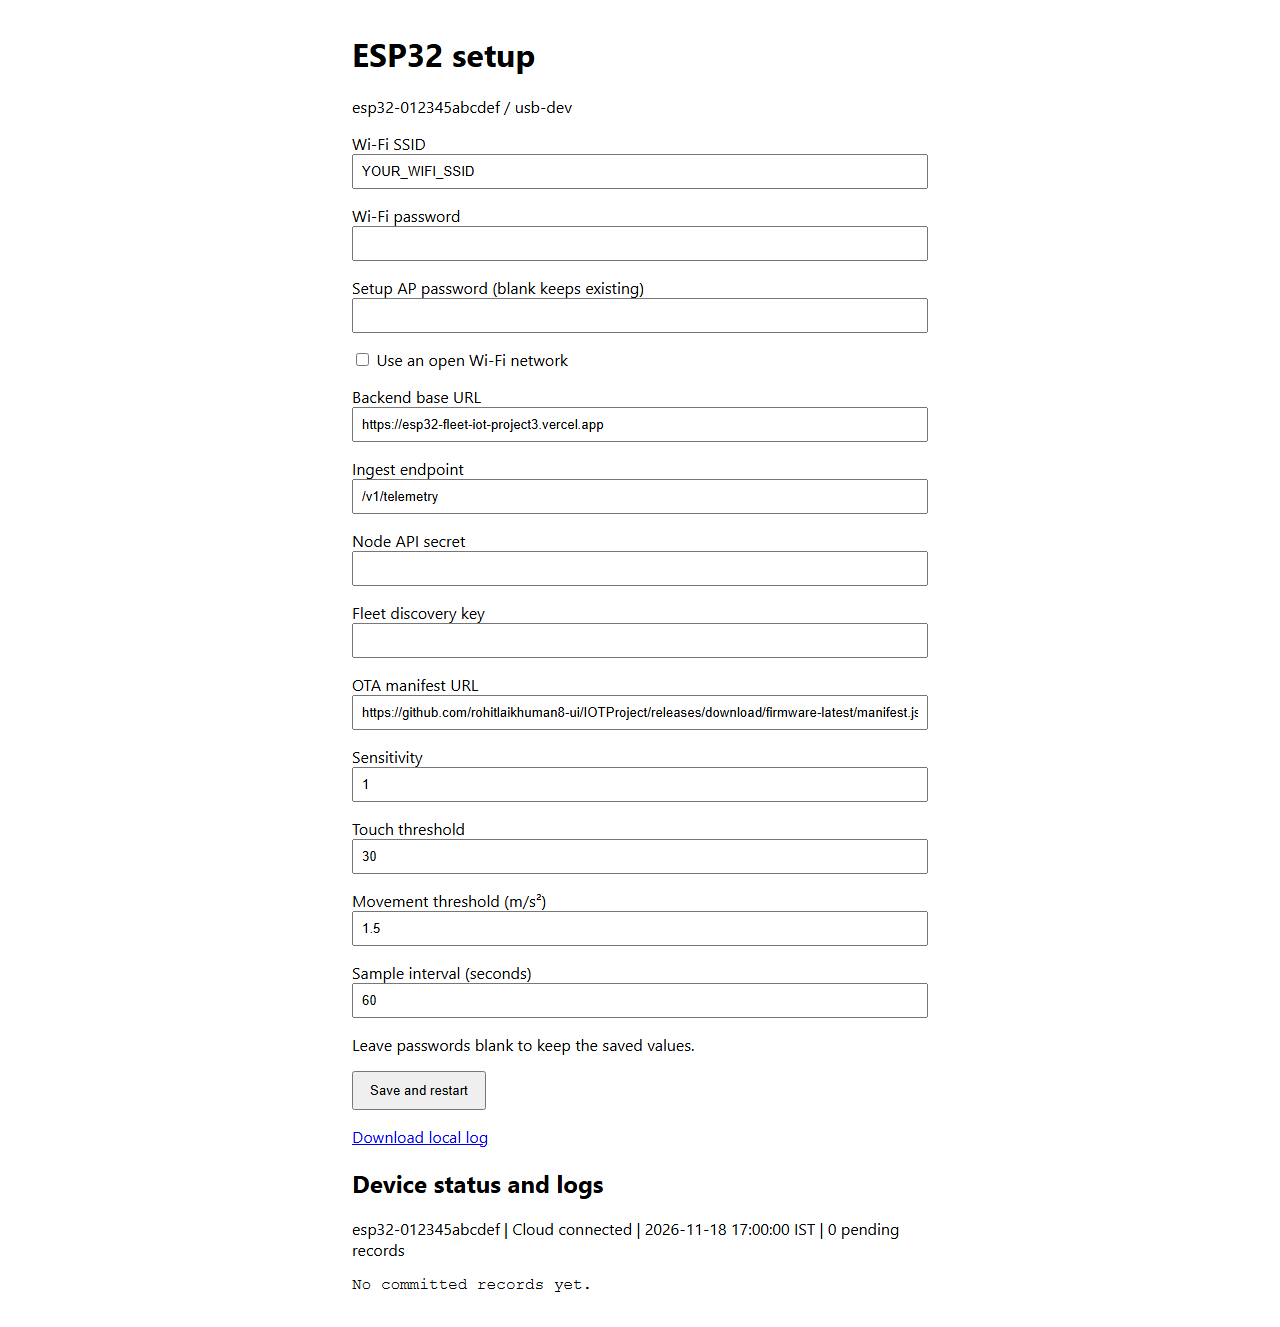 ESP32 setup
esp32-012345abcdef / usb-dev
Wi-Fi SSID
YOUR_WIFI_SSID
Wi-Fi password
Setup AP password (blank keeps existing)
Use an open Wi-Fi network
Backend base URL
https://esp32-fleet-iot-project3.vercel.app
Ingest endpoint
/v1/telemetry
Node API secret
Fleet discovery key
OTA manifest URL
https://github.com/rohitlaikhuman8-ui/IOTProject/releases/download/firmware-latest/manifest.js
Sensitivity
1
Touch threshold
30
Movement threshold (m/s²)
1.5
Sample interval (seconds)
60
Leave passwords blank to keep the saved values.
Save and restart
Download local log
Device status and logs
esp32-012345abcdef | Cloud connected | 2026-11-18 17:00:00 IST | 0 pending
records
No committed records yet.